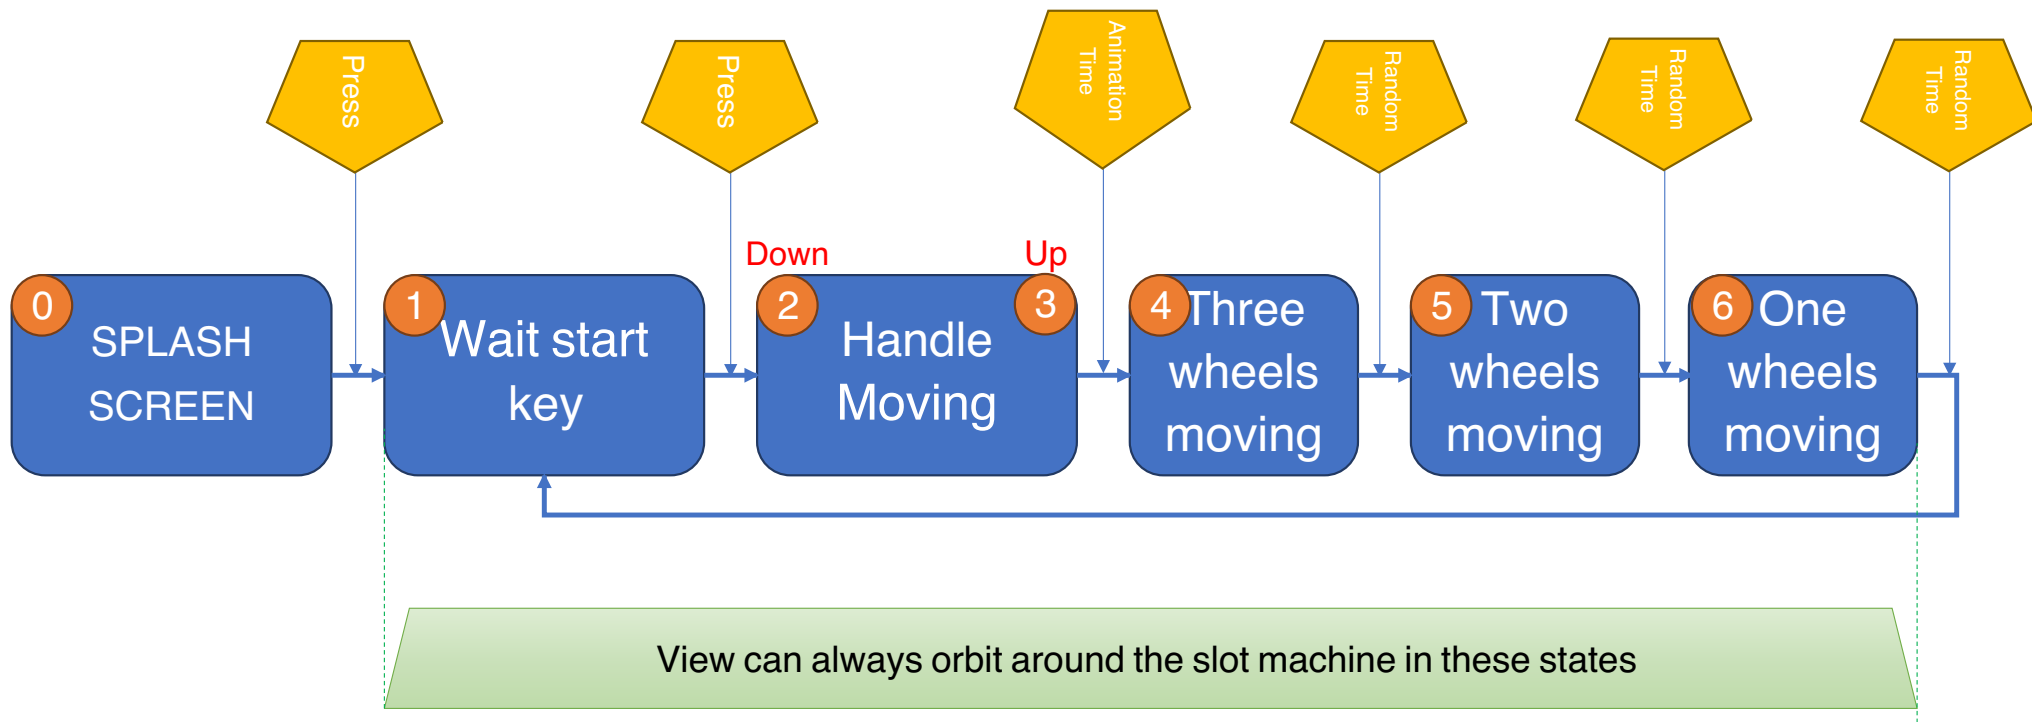 Press
Press
Animation
Time
Random
Time
Random
Time
Random
Time
Down
Up
0
SPLASH
SCREEN
1
Wait start
key
2
3
Handle
Moving
4
Three
wheels
moving
5
Two
wheels
moving
6
One
wheels
moving
View can always orbit around the slot machine in these states